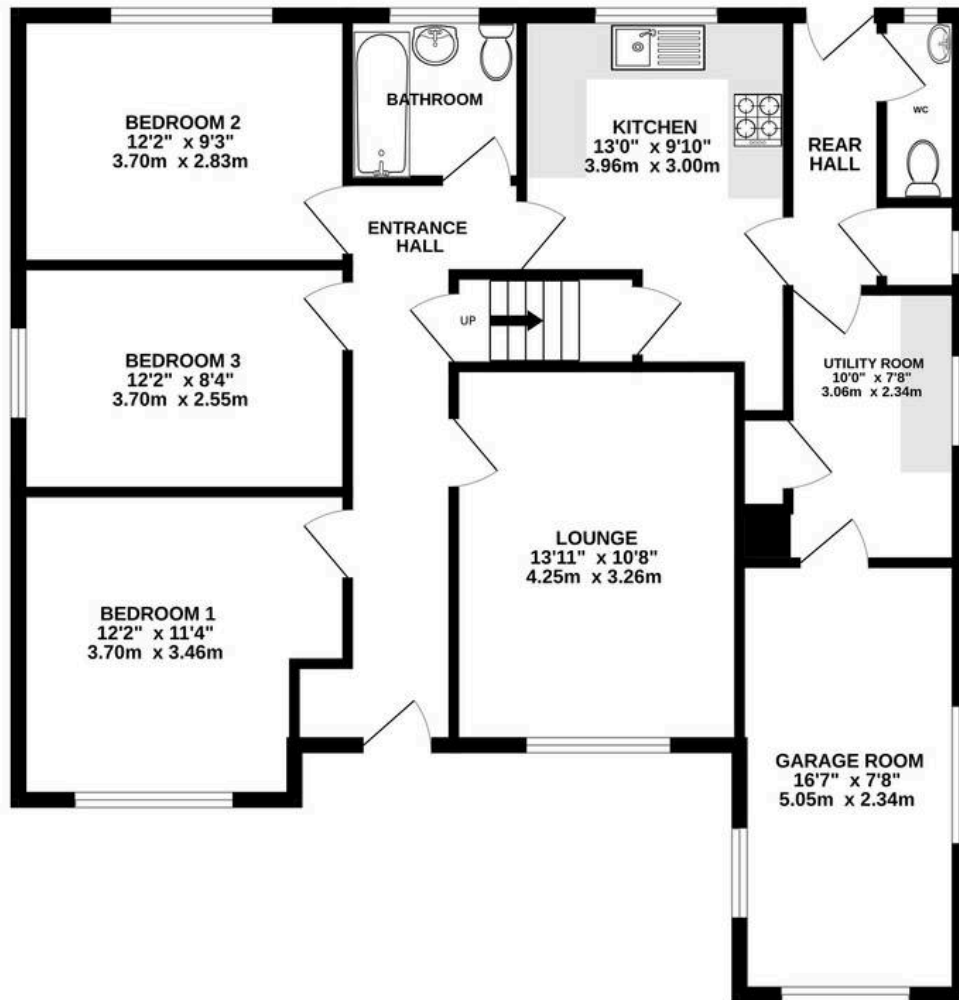 BEDROOM 2
12'2" x 9'3"
3.70m x 2.83m
BATHROOM
KITCHEN
13'0" x 9'10"
3.96m x 3.00m
REAR
HALL
WC
ENTRANCE
HALL
UP
BEDROOM 3
12'2" x 8'4"
3.70m x 2.55m
UTILITY ROOM
10'0" x 7'8"
3.06m x 2.34m
LOUNGE
13'11" x 10'8"
4.25m x 3.26m
BEDROOM 1
12'2" x 11'4"
3.70m x 3.46m
GARAGE ROOM
16'7" x 7'8"
5.05m x 2.34m